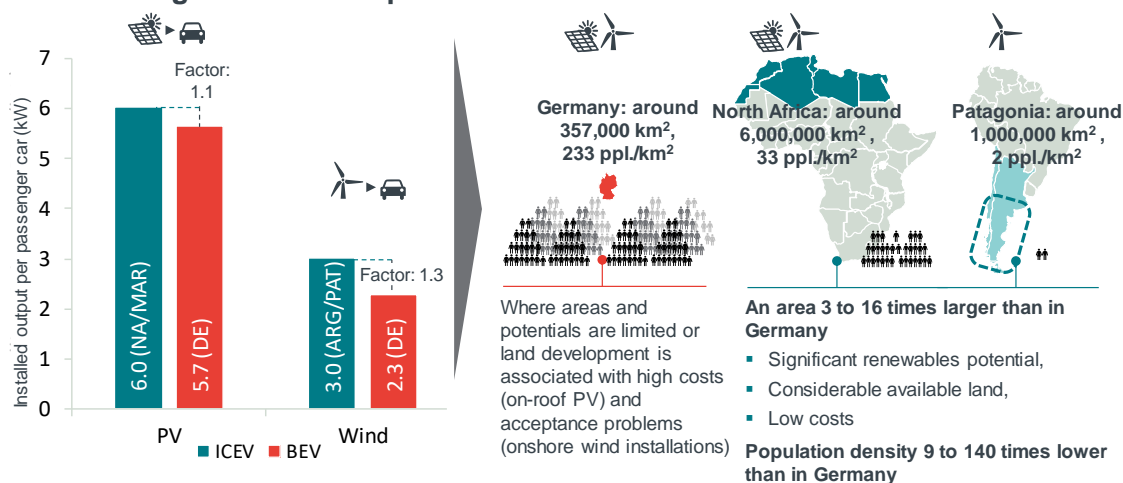 Installed output per passenger car (kW)
7
6
5
4
3
2
1
0
Factor:
1.1
6.0 (NA/MAR)
5.7 (DE)
Factor: 1.3
3.0 (ARG/PAT)
2.3 (DE)
PV
Wind
ICEV
BEV
Germany: around
357,000 km²,
233 ppl./km²
Where areas and
potentials are limited or
land development is
associated with high costs
(on-roof PV) and
acceptance problems
(onshore wind installations)
North Africa: around
6,000,000 km² ,
33 ppl./km²
Patagonia: around
1,000,000 km² ,
2 ppl./km²
An area 3 to 16 times larger than in
Germany
▪ Significant renewables potential,
▪ Considerable available land,
▪ Low costs
Population density 9 to 140 times lower
than in Germany